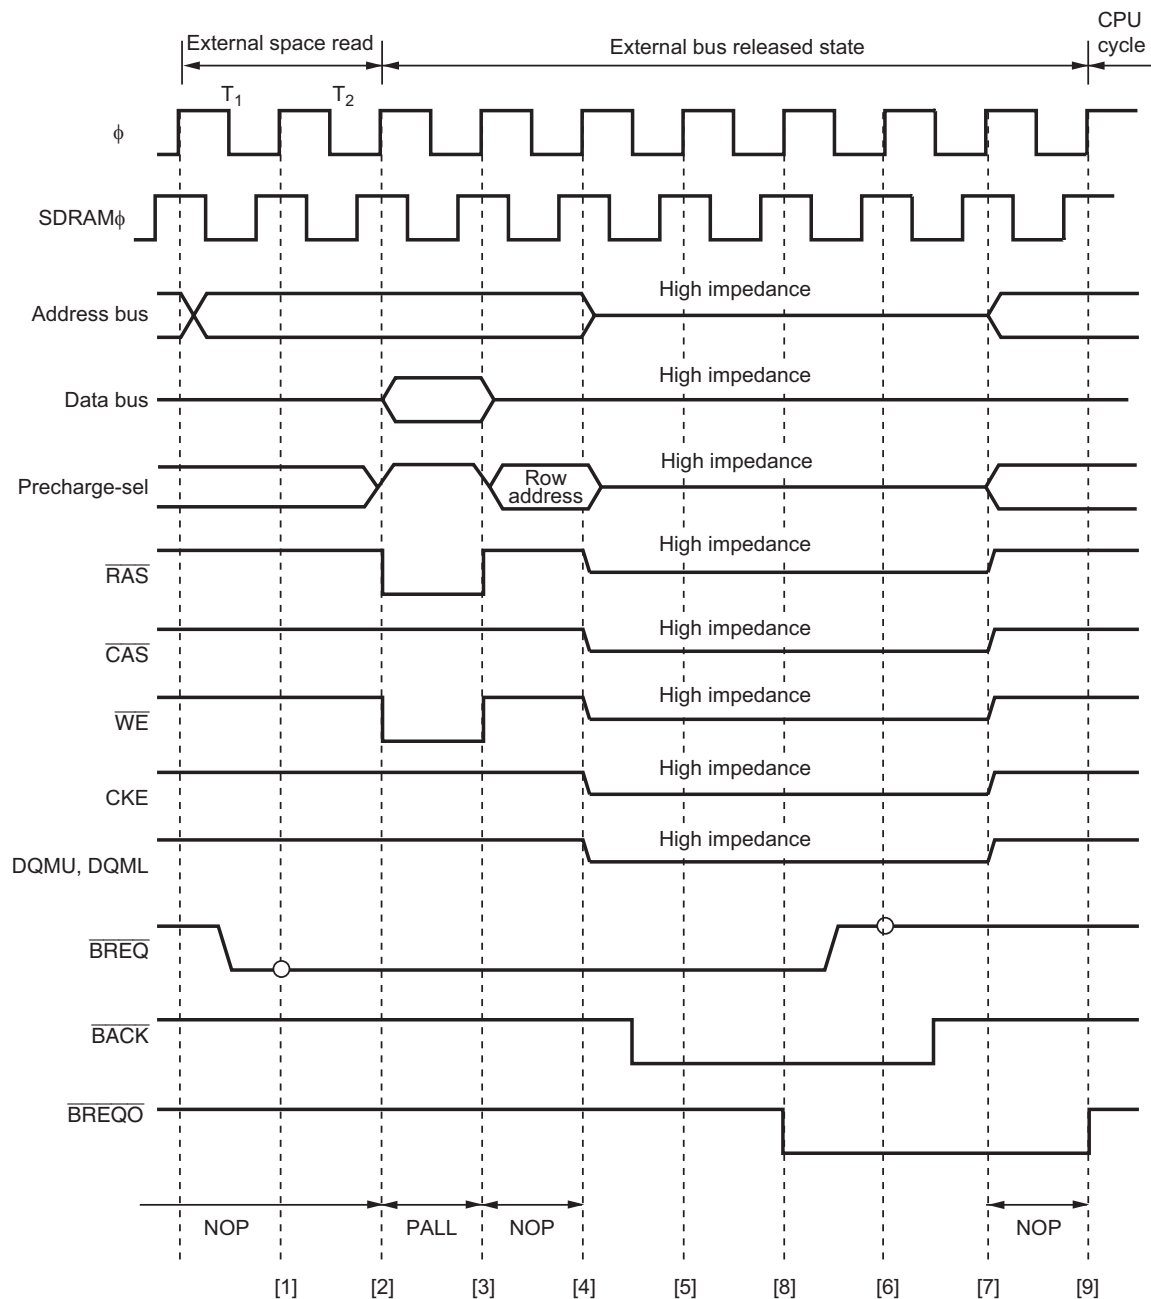 External space read
External bus released state
CPU
cycle
T1
T2
ϕ
SDRAMϕ
Address bus
High impedance
Data bus
High impedance
Precharge-sel
Row
address
High impedance
RAS
High impedance
CAS
High impedance
WE
High impedance
CKE
High impedance
DQMU, DQML
High impedance
BREQ
BACK
BREQO
NOP
PALL
NOP
NOP
[1]
[2]
[3]
[4]
[5]
[8]
[6]
[7]
[9]